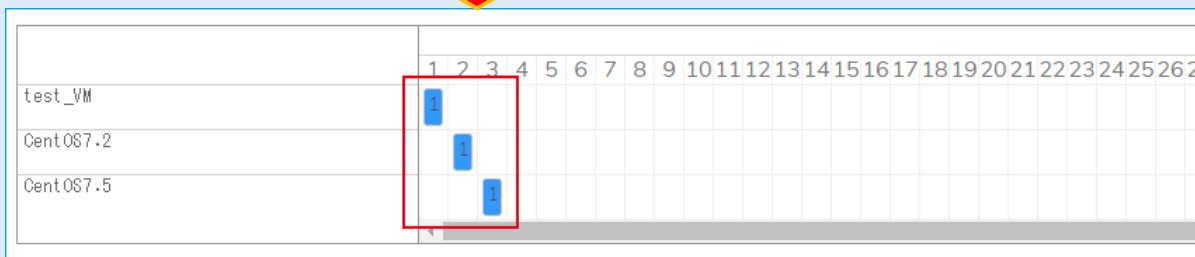 1 2 3 4 5 6 7 8 9 10 11 12 13 14 15 16 17 18 19 20 21 22 23 24 25 26 2
test_VM 1
CentOS7.2 1
CentOS7.5 1